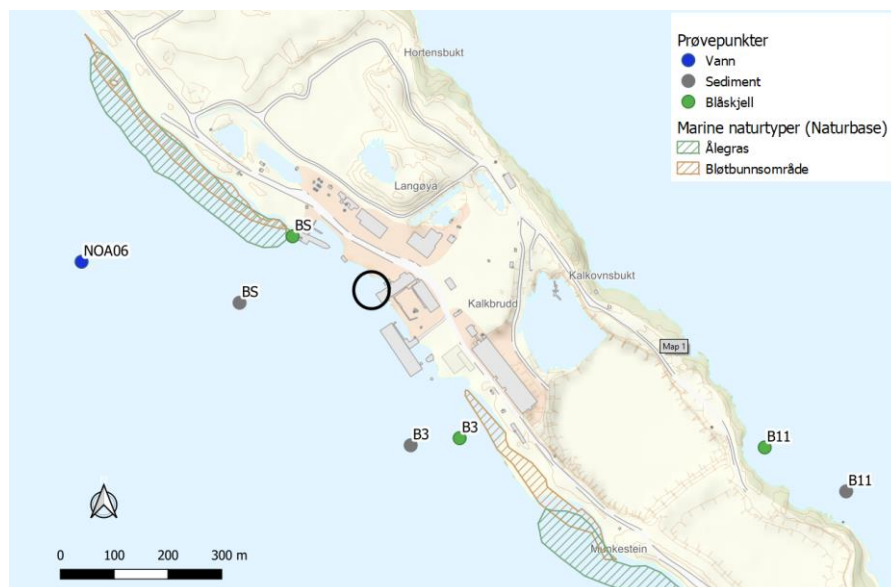 Hortensbukt
Prøvepunkter
Vann
Sediment
Blåskjell
Marine naturtyper (Naturbase)
Ålegras
Bløtbunnsområde
Langøya
BS
NOA06
BS
Kalkovnsbukt
Kalkbrudd
Map 1
B3
B3
B11
B11
Munkestein
0 100 200 300 m